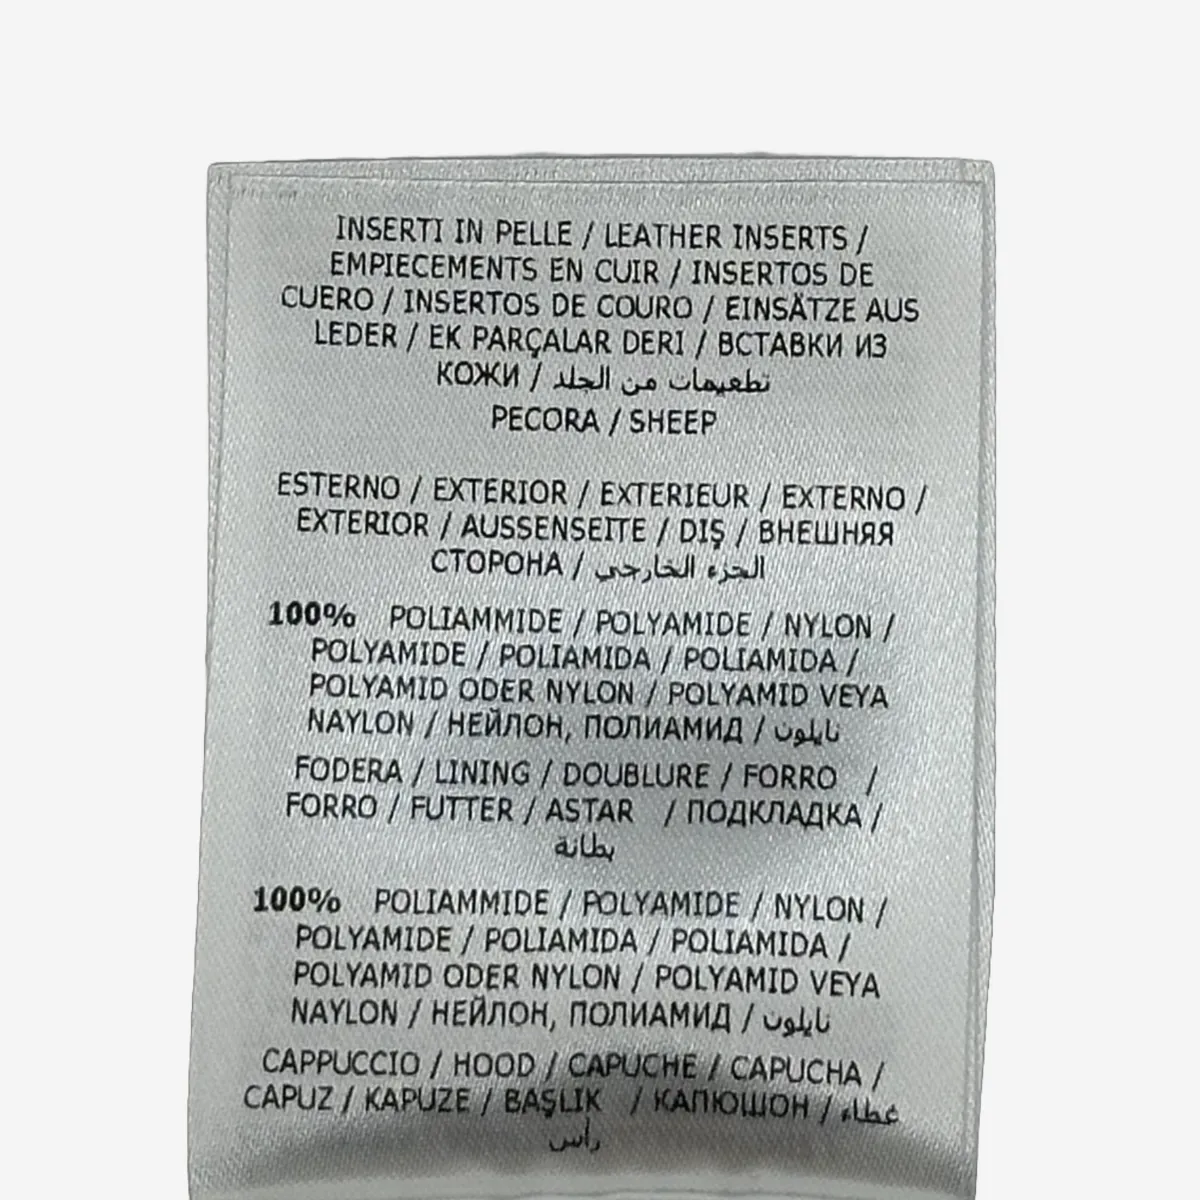 INSERTI IN PELLE / LEATHER INSERTS /
EMPIECEMENTS EN CUIR / INSERTOS DE
CUERO / INSERTOS DE COURO / EINSÄTZE AUS
LEDER / EK PARÇALAR DERI / ВСТАВКИ ИЗ
КОЖИ / تطعيمات من الجلد
PECORA / SHEEP
ESTERNO / EXTERIOR / EXTERIEUR / EXTERNO /
EXTERIOR / AUSSENSEITE / DIŞ / ВНЕШНЯЯ
СТОРОНА / الجزء الخارجي
100% POLIAMMIDE / POLYAMIDE / NYLON /
POLYAMIDE / POLIAMIDA / POLIAMIDA /
POLYAMID ODER NYLON / POLYAMID VEYA
NAYLON / НЕЙЛОН, ПОЛИАМИД / نايلون
FODERA / LINING / DOUBLURE / FORRO /
FORRO / FUTTER / ASTAR / ПОДКЛАДКА /
بطانة
100% POLIAMMIDE / POLYAMIDE / NYLON /
POLYAMIDE / POLIAMIDA / POLIAMIDA /
POLYAMID ODER NYLON / POLYAMID VEYA
NAYLON / НЕЙЛОН, ПОЛИАМИД / نايلون
CAPPUCCIO / HOOD / CAPUCHE / CAPUCHA /
CAPUZ / KAPUZE / BAŞLIK / КАПЮШОН / غطاء
رأس